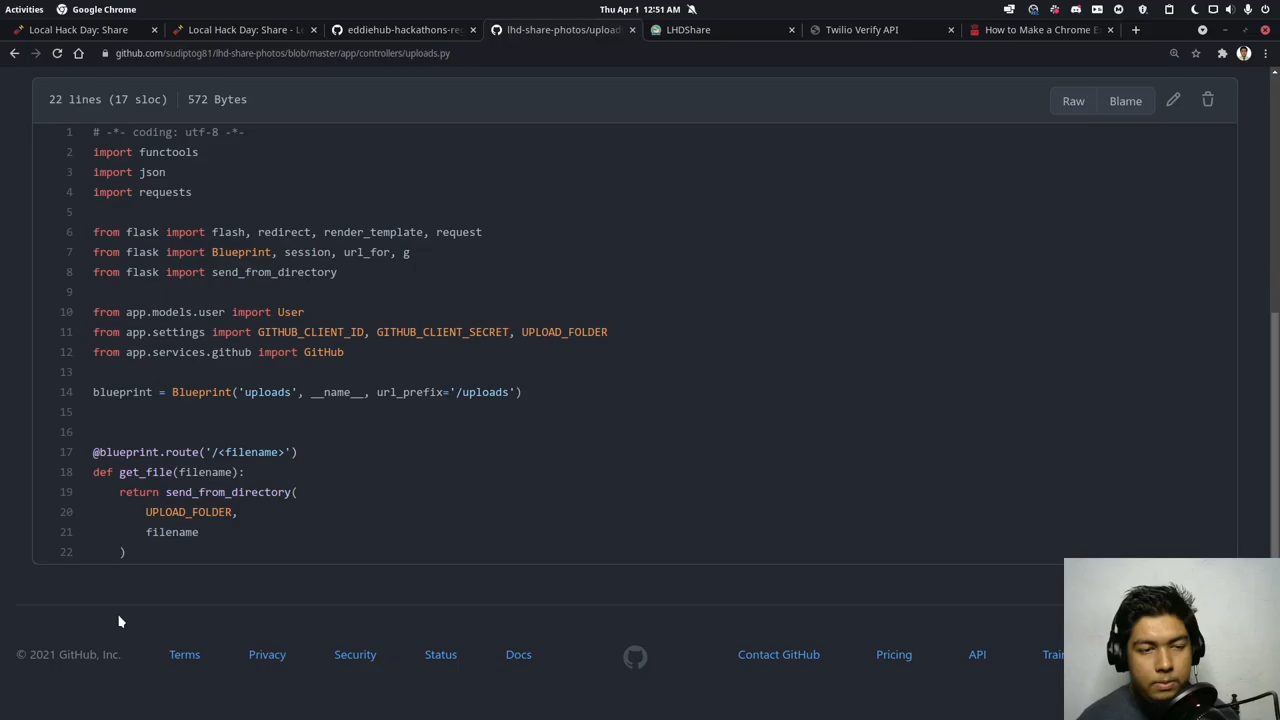 Activities
Google Chrome
Thu Apr 1 12:51 AM
Local Hack Day: Share
Local Hack Day: Share - Lo
eddiehub-hackathons-reg
lhd-share-photos/upload
LHDShare
Twilio Verify API
How to Make a Chrome E
github.com/sudiptog81/lhd-share-photos/blob/master/app/controllers/uploads.py
22 lines (17 sloc)
572 Bytes
Raw
Blame
1 # -*- coding: utf-8 -*-
2 import functools
3 import json
4 import requests
5
6 from flask import flash, redirect, render_template, request
7 from flask import Blueprint, session, url_for, g
8 from flask import send_from_directory
9
10 from app.models.user import User
11 from app.settings import GITHUB_CLIENT_ID, GITHUB_CLIENT_SECRET, UPLOAD_FOLDER
12 from app.services.github import GitHub
13
14 blueprint = Blueprint('uploads', __name__, url_prefix='/uploads')
15
16
17 @blueprint.route('/<filename>')
18 def get_file(filename):
19 return send_from_directory(
20 UPLOAD_FOLDER,
21 filename
22 )
© 2021 GitHub, Inc.
Terms
Privacy
Security
Status
Docs
Contact GitHub
Pricing
API
Trai